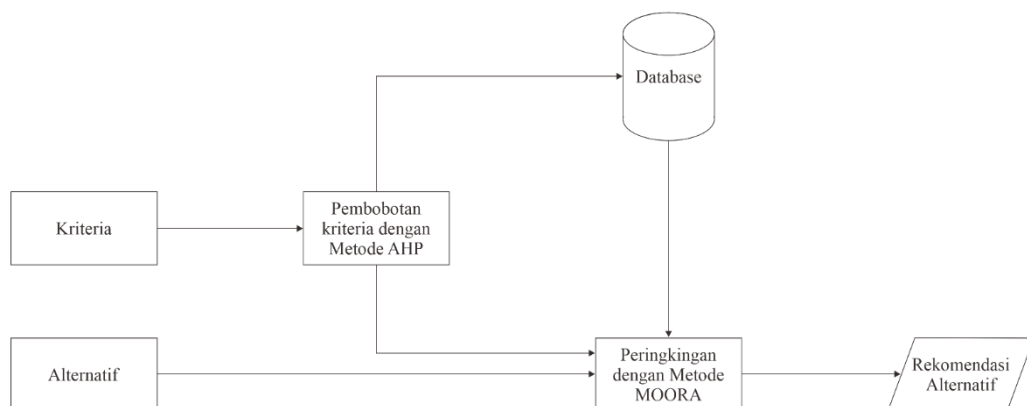 Database
Kriteria
Pembobotan
kriteria dengan
Metode AHP
Alternatif
Peringkingan
dengan Metode
MOORA
Rekomendasi
Alternatif